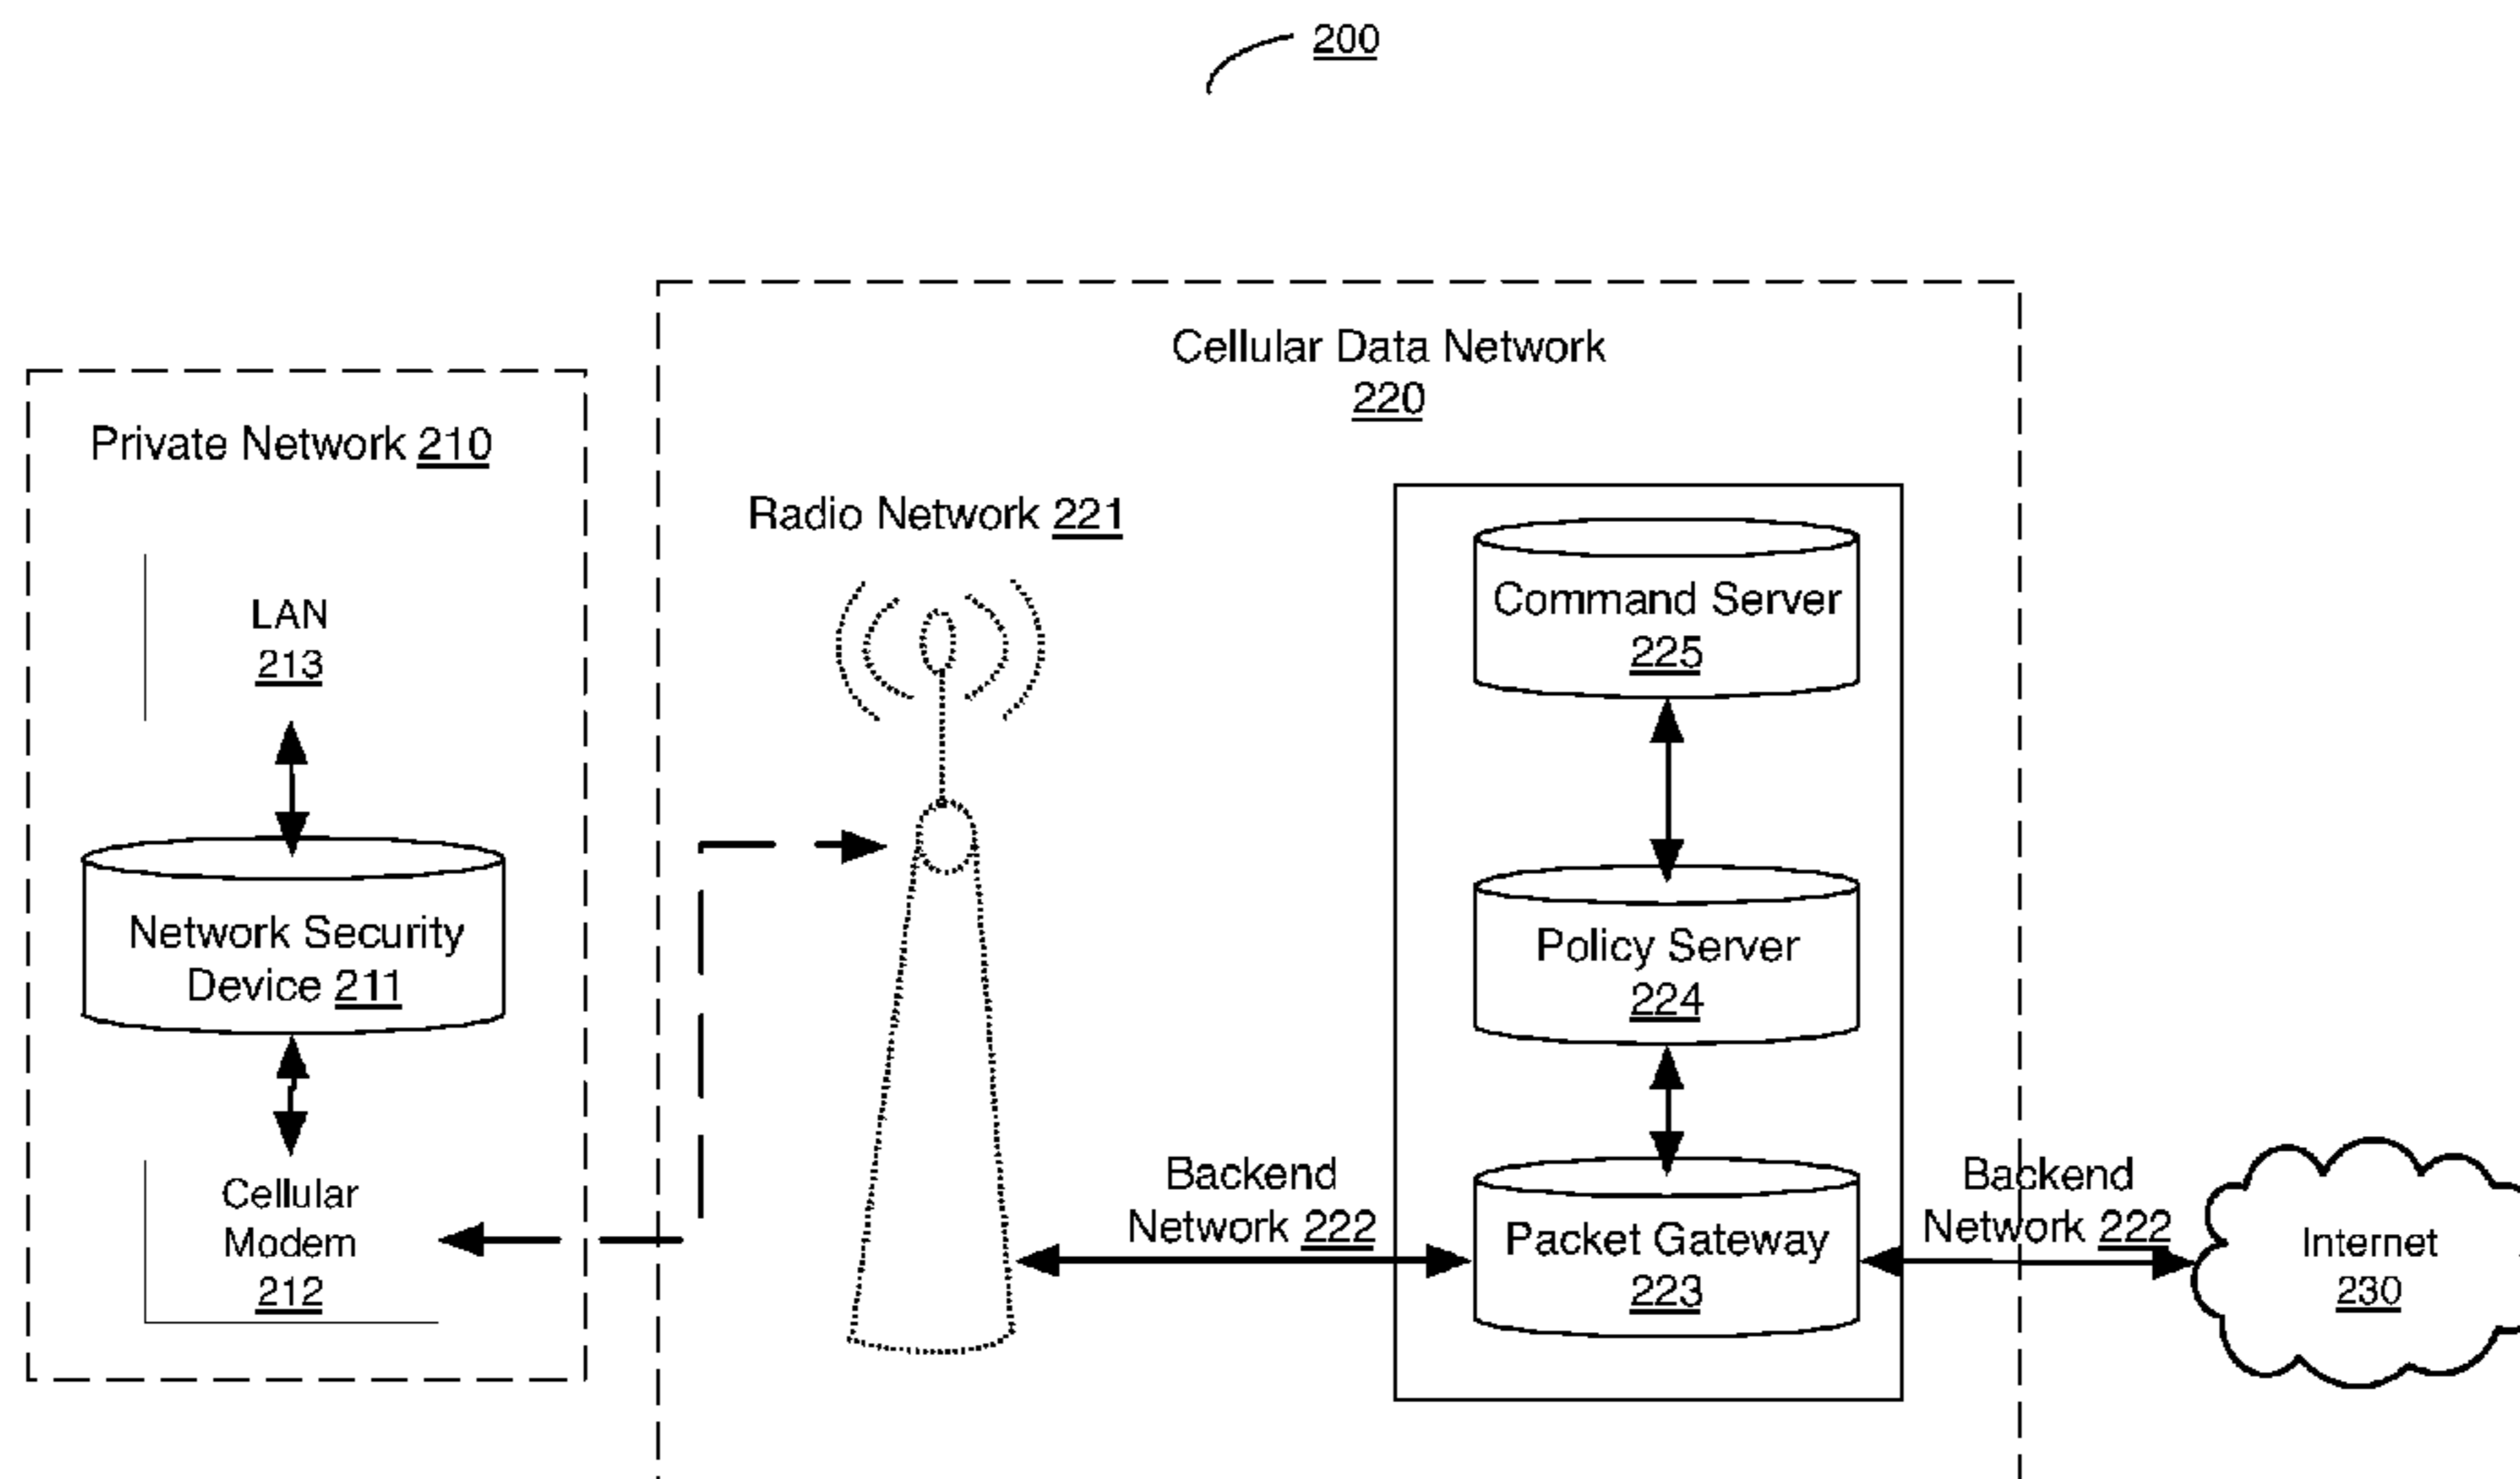 200
Cellular Data Network
220
Private Network 210
Radio Network 221
LAN
213
Network Security
Device 211
Cellular
Modem
212
Command Server
225
Policy Server
224
Packet Gateway
223
Backend
Network 222
Backend
Network 222
Internet
230